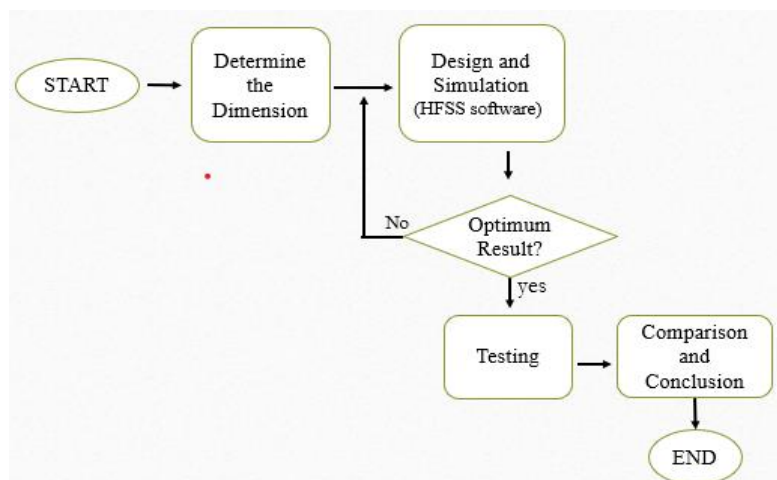 START
Determine
the
Dimension
Design and
Simulation
(HFSS software)
No
Optimum
Result?
yes
Testing
Comparison
and
Conclusion
END